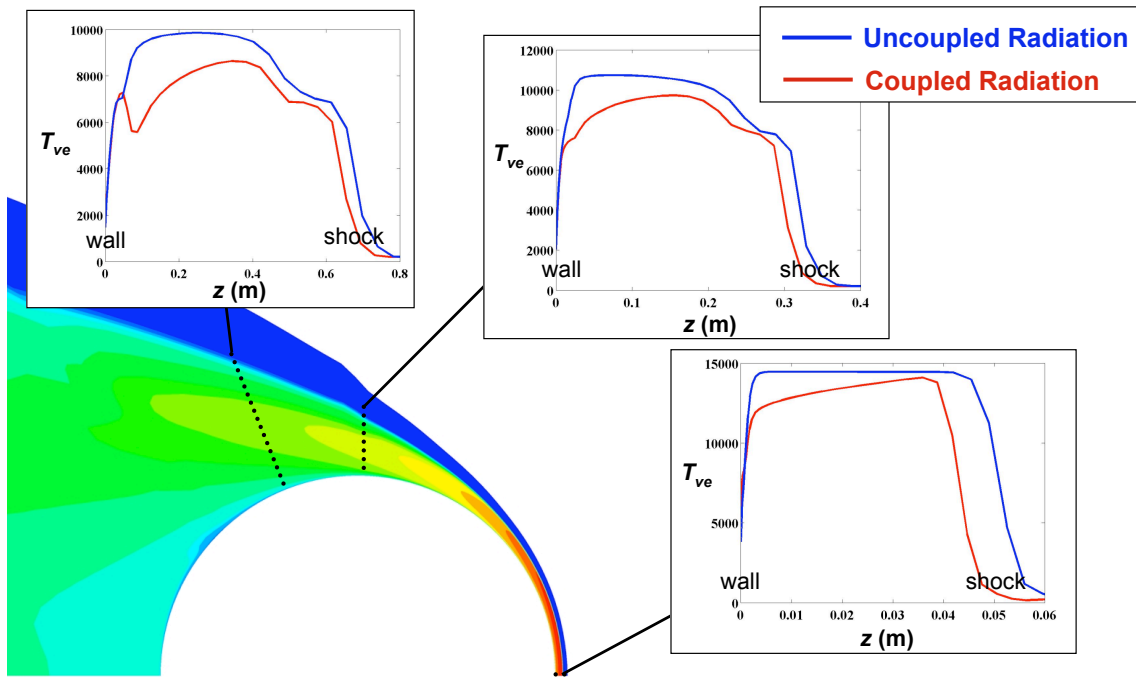 Uncoupled Radiation
Coupled Radiation
10000
8000
6000
4000
2000
0
T_ve
wall
shock
0
0.2
0.4
0.6
0.8
z (m)
12000
10000
8000
6000
4000
2000
0
T_ve
wall
shock
0
0.1
0.2
0.3
0.4
z (m)
15000
10000
5000
0
T_ve
wall
shock
0
0.01
0.02
0.03
0.04
0.05
0.06
z (m)